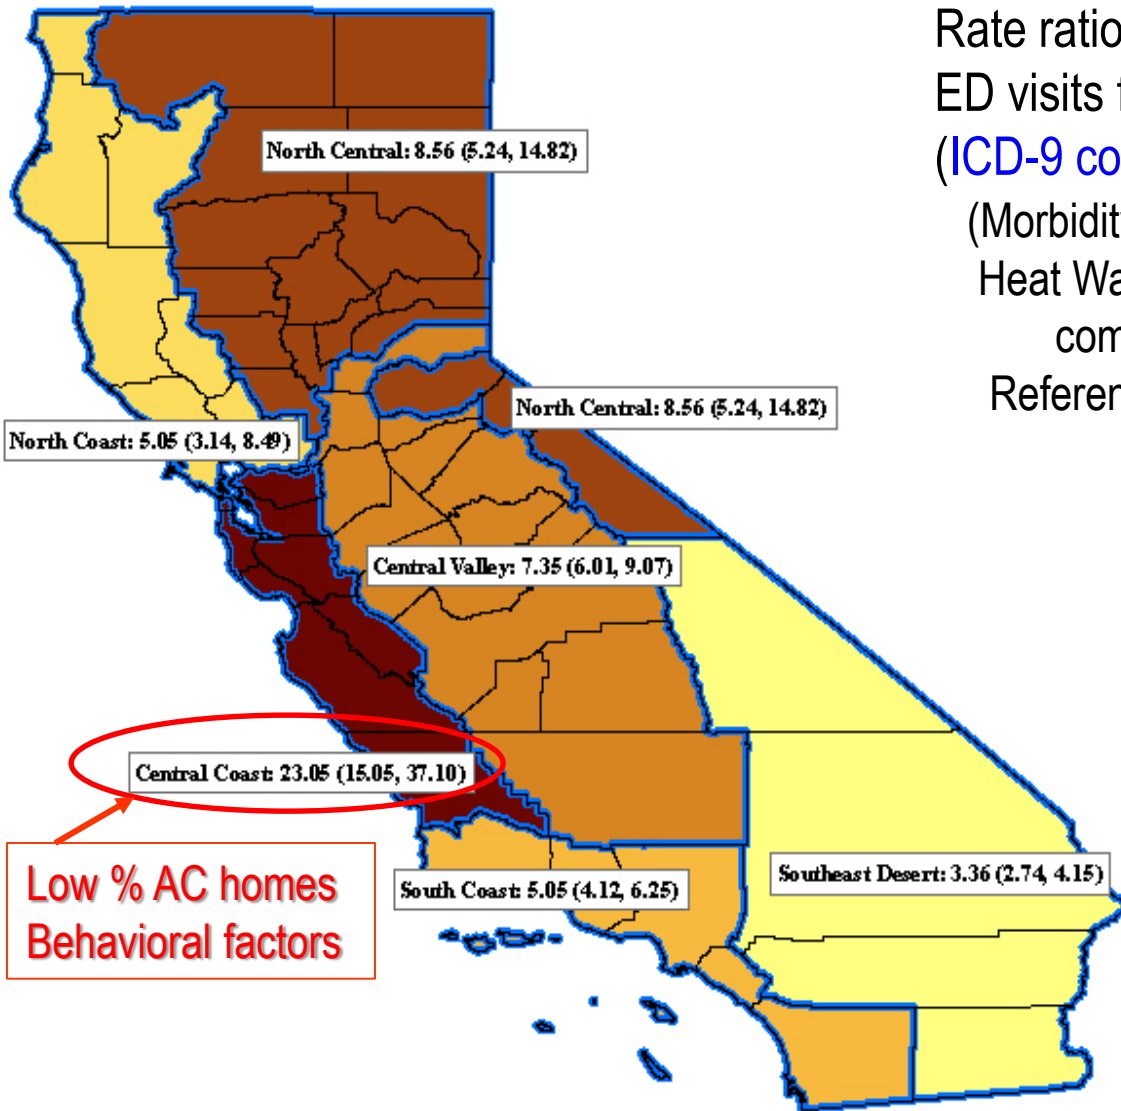 Rate ratio
ED visits f
(ICD-9 co
(Morbidit
Heat Wa
com
Referen
North Central: 8.56 (5.24, 14.82)
North Central: 8.56 (5.24, 14.82)
North Coast: 5.05 (3.14, 8.49)
Central Valley: 7.35 (6.01, 9.07)
Central Coast: 23.05 (15.05, 37.10)
Low % AC homes
Behavioral factors
South Coast: 5.05 (4.12, 6.25)
Southeast Desert: 3.36 (2.74, 4.15)